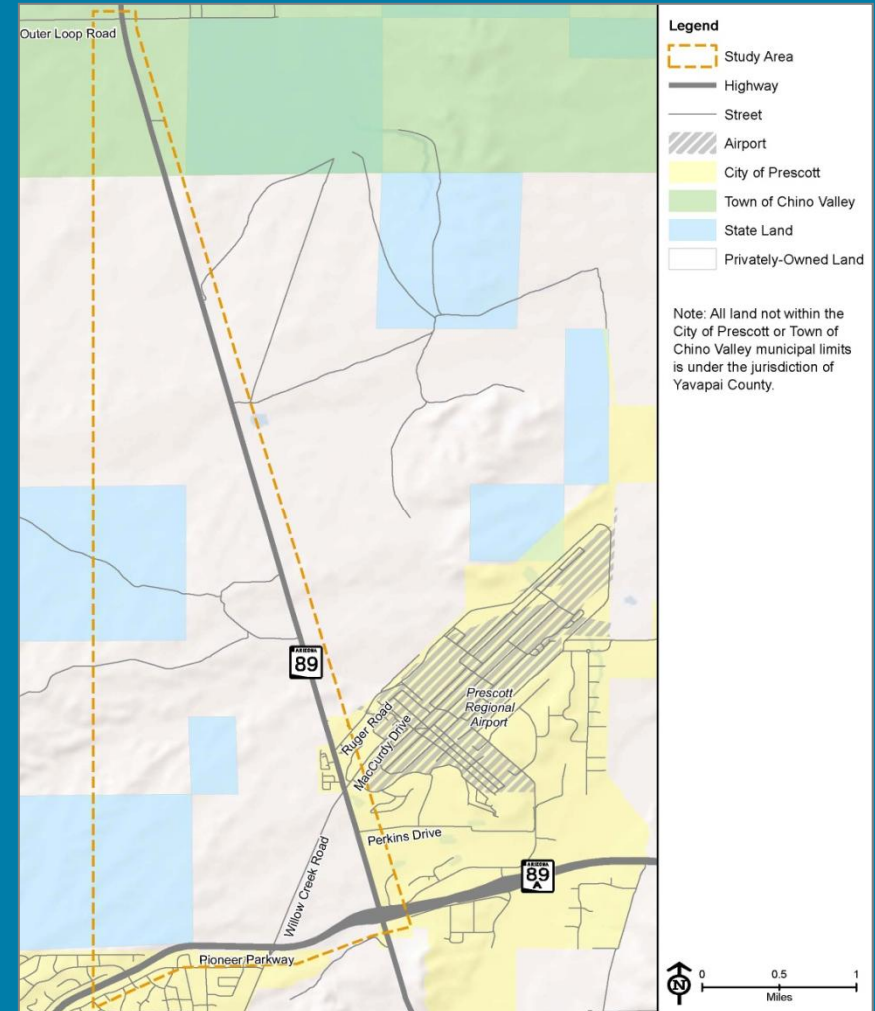 Outer Loop Road
ARIZONA
89
Ruger Road
MacCurdy Drive
Prescott
Regional
Airport
Perkins Drive
Willow Creek Road
ARIZONA
89
A
Pioneer Parkway
Legend
Study Area
Highway
Street
Airport
City of Prescott
Town of Chino Valley
State Land
Privately-Owned Land
Note: All land not within the
City of Prescott or Town of
Chino Valley municipal limits
is under the jurisdiction of
Yavapai County.
N
0 0.5 1
Miles